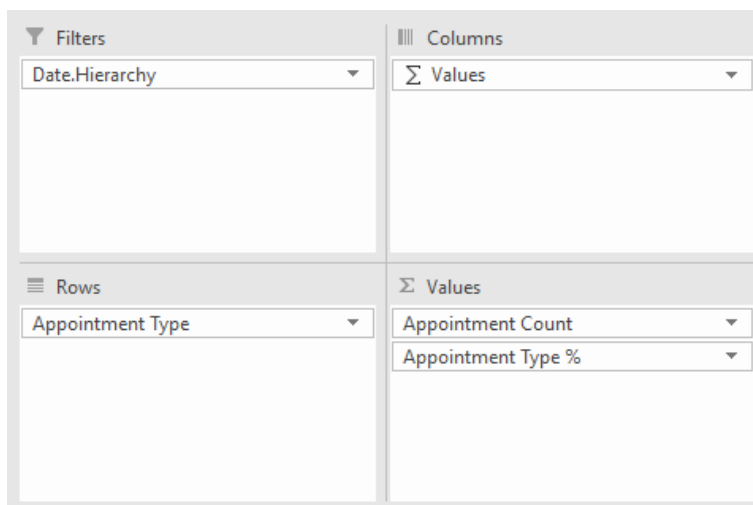 Filters
Date.Hierarchy
Columns
Σ Values
Rows
Appointment Type
Σ Values
Appointment Count
Appointment Type %